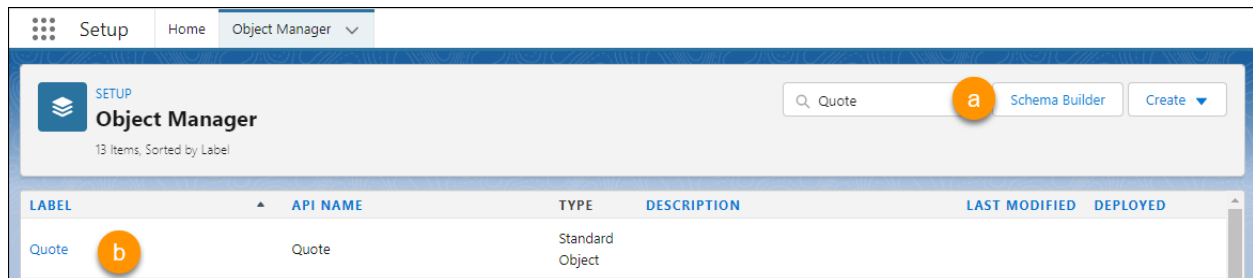 Setup Home Object Manager
SETUP
Object Manager
13 Items, Sorted by Label
Quote a Schema Builder Create
LABEL API NAME TYPE DESCRIPTION LAST MODIFIED DEPLOYED
Quote b Quote Standard
Object